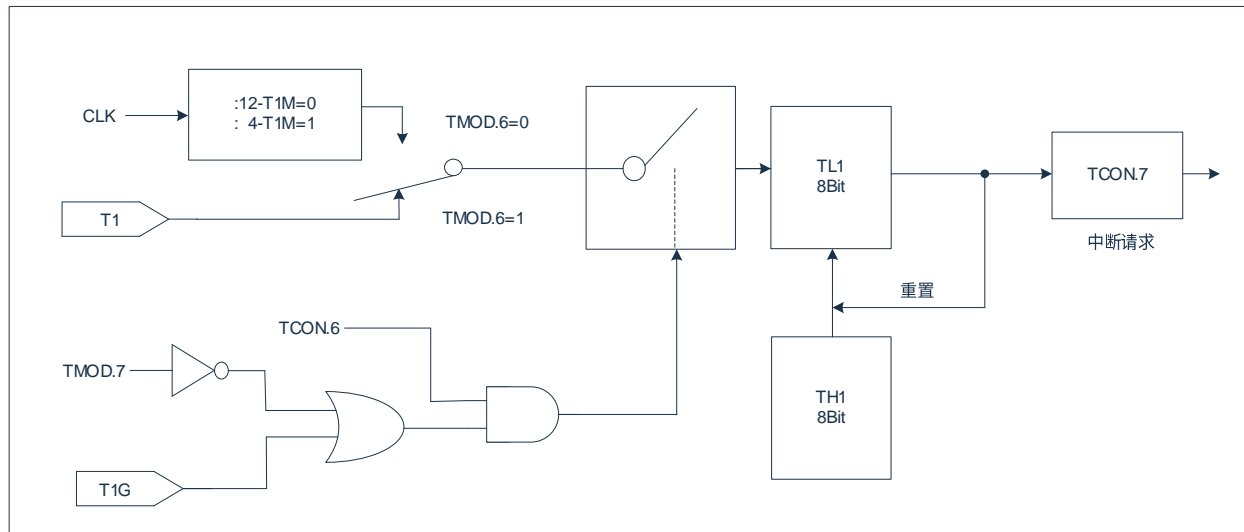 :12-T1M=0
:  4-T1M=1
CLK
TMOD.6=0
TMOD.6=1
T1
TL1
8Bit
TCON.7
中断请求
重置
TCON.6
TMOD.7
TH1
8Bit
T1G